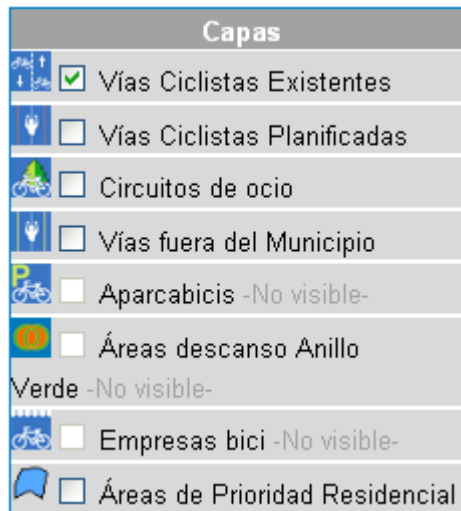 Capas
Vías Ciclistas Existentes
Vías Ciclistas Planificadas
Circuitos de ocio
Vías fuera del Municipio
P
Aparcabicis -No visible-
Áreas descanso Anillo
Verde -No visible-
Empresas bici -No visible-
Áreas de Prioridad Residencial